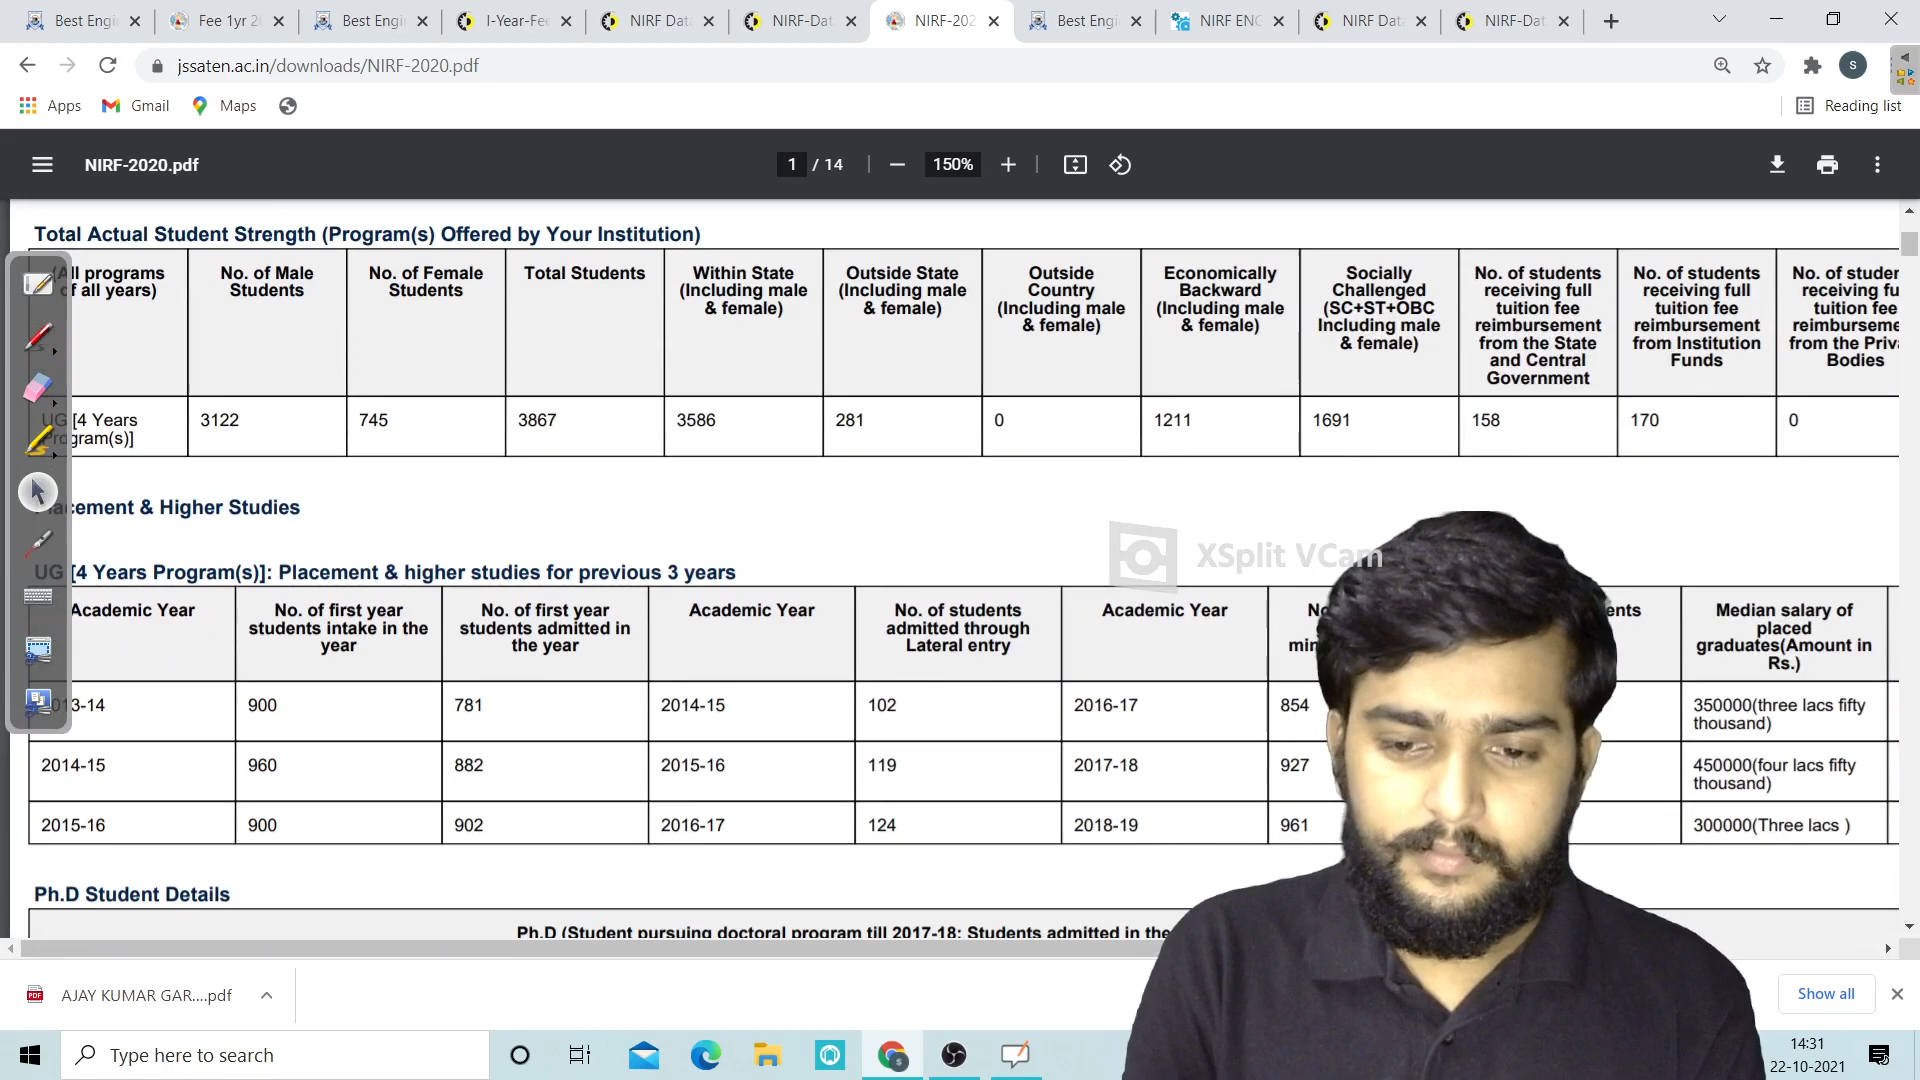 Best Engi
Fee 1yr 2
Best Engi
I-Year-Fe
NIRF Dat
NIRF-Dat
NIRF-202
Best Engi
NIRF ENG
NIRF Dat
NIRF-Dat
jssaten.ac.in/downloads/NIRF-2020.pdf
S
Apps
Gmail
Maps
Reading list
NIRF-2020.pdf
1 / 14
150%
Total Actual Student Strength (Program(s) Offered by Your Institution)
(All programs
of all years)
No. of Male
Students
No. of Female
Students
Total Students
Within State
(Including male
& female)
Outside State
(Including male
& female)
Outside
Country
(Including male
& female)
Economically
Backward
(Including male
& female)
Socially
Challenged
(SC+ST+OBC
Including male
& female)
No. of students
receiving full
tuition fee
reimbursement
from the State
and Central
Government
No. of students
receiving full
tuition fee
reimbursement
from Institution
Funds
No. of studen
receiving fu
tuition fee
reimburseme
from the Priv
Bodies
UG [4 Years
Program(s)]
3122
745
3867
3586
281
0
1211
1691
158
170
0
Placement & Higher Studies
XSplit VCam
UG [4 Years Program(s)]: Placement & higher studies for previous 3 years
Academic Year
No. of first year
students intake in the
year
No. of first year
students admitted in
the year
Academic Year
No. of students
admitted through
Lateral entry
Academic Year
No
min
ents
Median salary of
placed
graduates(Amount in
Rs.)
13-14
900
781
2014-15
102
2016-17
854
350000(three lacs fifty
thousand)
2014-15
960
882
2015-16
119
2017-18
927
450000(four lacs fifty
thousand)
2015-16
900
902
2016-17
124
2018-19
961
300000(Three lacs )
Ph.D Student Details
Ph.D (Student pursuing doctoral program till 2017-18; Students admitted in the
AJAY KUMAR GAR....pdf
Show all
Type here to search
14:31
22-10-2021